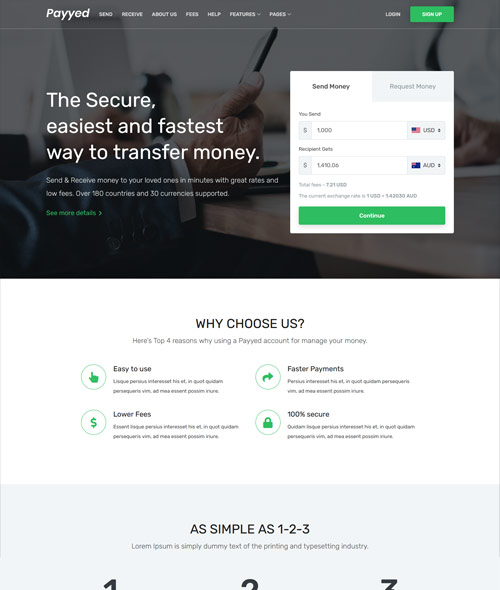 Payyed SEND RECEIVE ABOUT US FEES HELP FEATURES PAGES LOGIN SIGN UP
The Secure,
easiest and fastest
way to transfer money.
Send & Receive money to your loved ones in minutes with great rates and
low fees. Over 180 countries and 30 currencies supported.
See more details
Send Money Request Money
You Send
$ 1,000 USD
Recipient Gets
$ 1,410.06 AUD
Total fees - 7.21 USD
The current exchange rate is 1 USD = 1.42030 AUD
Continue
WHY CHOOSE US?
Here's Top 4 reasons why using a Payyed account for manage your money.
Easy to use
Lisque persius interesset his et, in quot quidam
persequeris vim, ad mea essent possim iriure.
Faster Payments
Persius interesset his et, in quot quidam persequeris
vim, ad mea essent possim iriure.
Lower Fees
Essent lisque persius interesset his et, in quot quidam
persequeris vim, ad mea essent possim iriure.
100% secure
Quidam lisque persius interesset his et, in quot quidam
persequeris vim, ad mea essent possim iriure.
AS SIMPLE AS 1-2-3
Lorem Ipsum is simply dummy text of the printing and typesetting industry.
1 2 3